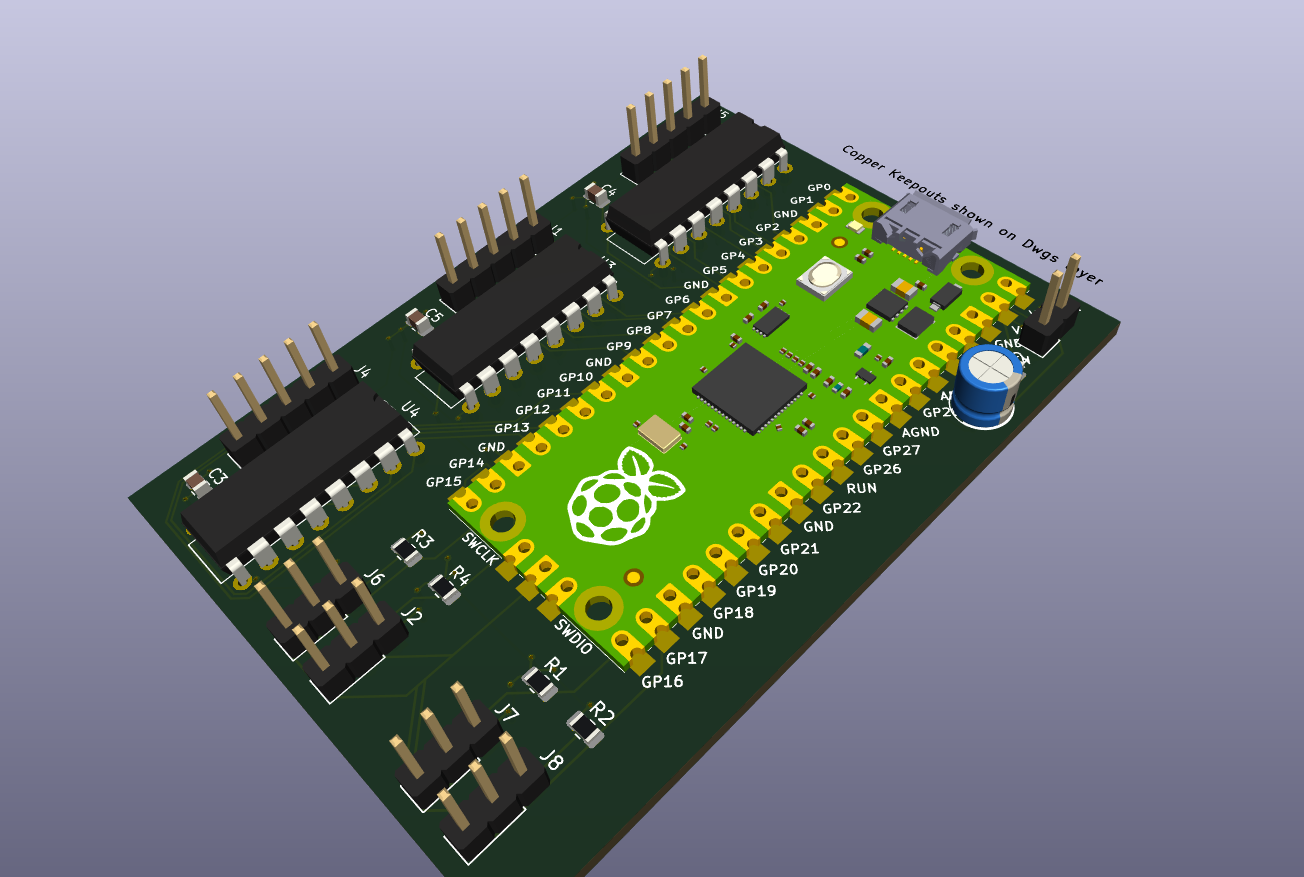 Copper Keepouts shown on Dwgs
GP0
GP1
GND
GP2
GP3
GP4
GP5
GND
GP6
GP7
GP8
GP9
GND
GP10
GP11
GP12
GP13
GND
GP14
GP15
SWCLK
SWDIO
GND
AGND
GP27
GP26
RUN
GP22
GND
GP21
GP20
GP19
GP18
GND
GP17
GP16
C4
C5
J4
U4
C3
R3
R4
J6
J2
R1
R2
J7
J8